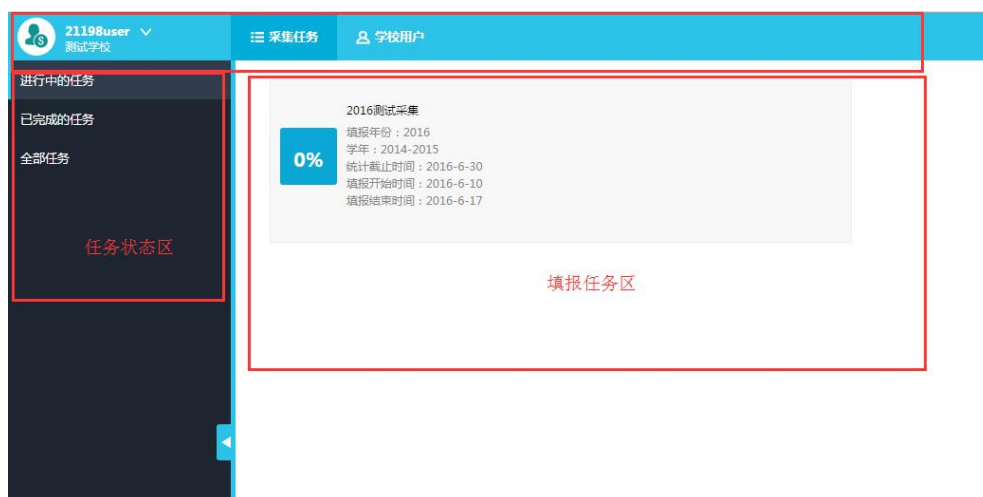 21198user
测试学校
采集任务
学校用户
进行中的任务
已完成的任务
全部任务
任务状态区
0%
2016测试采集
填报年份：2016
学年：2014-2015
统计截止时间：2016-6-30
填报开始时间：2016-6-10
填报结束时间：2016-6-17
填报任务区